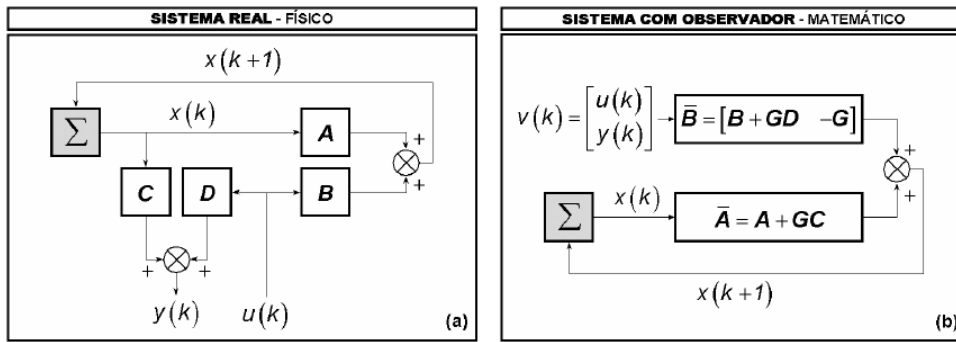 SISTEMA REAL - FÍSICO
x(k+1)
Σ
x(k)
A
+
+
C
D
B
+
+
y(k)
u(k)
(a)
SISTEMA COM OBSERVADOR - MATEMÁTICO
v(k) = [u(k) y(k)]
B̄ = [B + GD -G]
+
+
Σ
x(k)
Ā = A + GC
x(k+1)
(b)